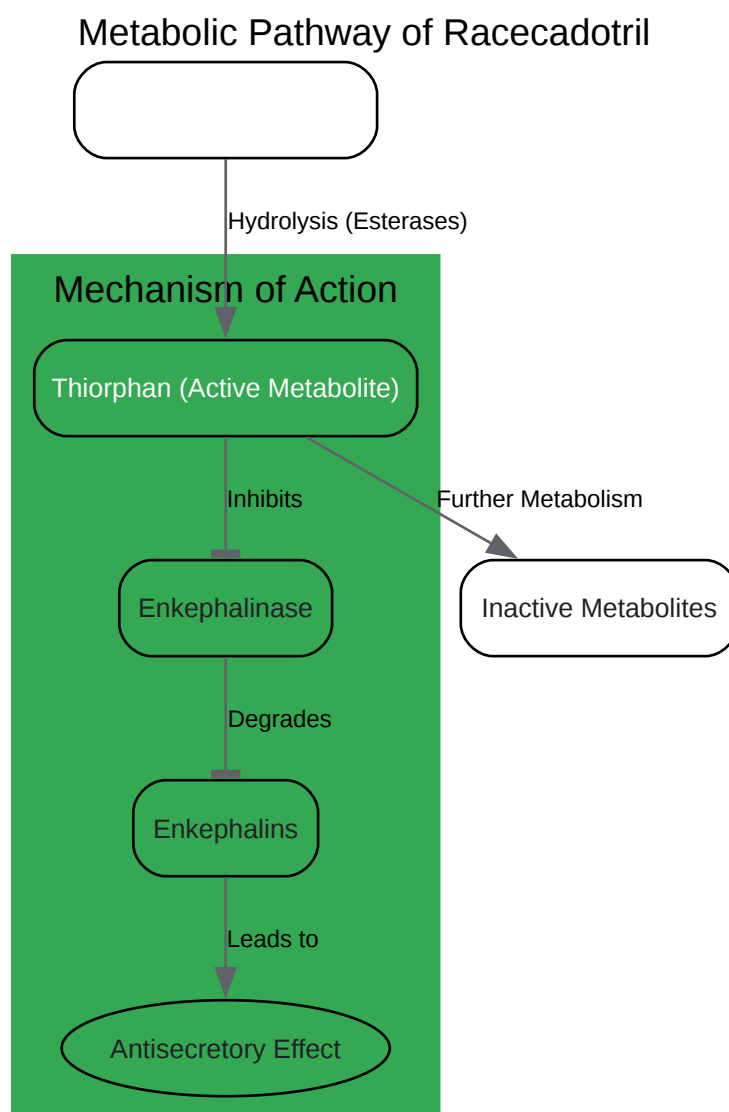 Metabolic Pathway of Racecadotril
Hydrolysis (Esterases)
Mechanism of Action
Thiorphan (Active Metabolite)
Inhibits
Further Metabolism
Enkephalinase
Inactive Metabolites
Degrades
Enkephalins
Leads to
Antisecretory Effect